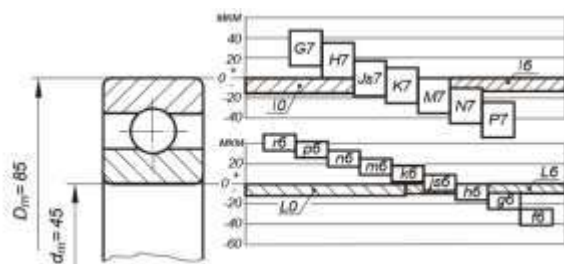 МКМ
40
20
0
-20
-40
+
-
G7
H7
Js7
K7
M7
N7
P7
l0
l6
МКМ
20
0
-20
-40
-60
+
-
r6
p6
n6
m6
k6
js6
h6
g6
f6
L0
L6
Dm= 85
dm= 45